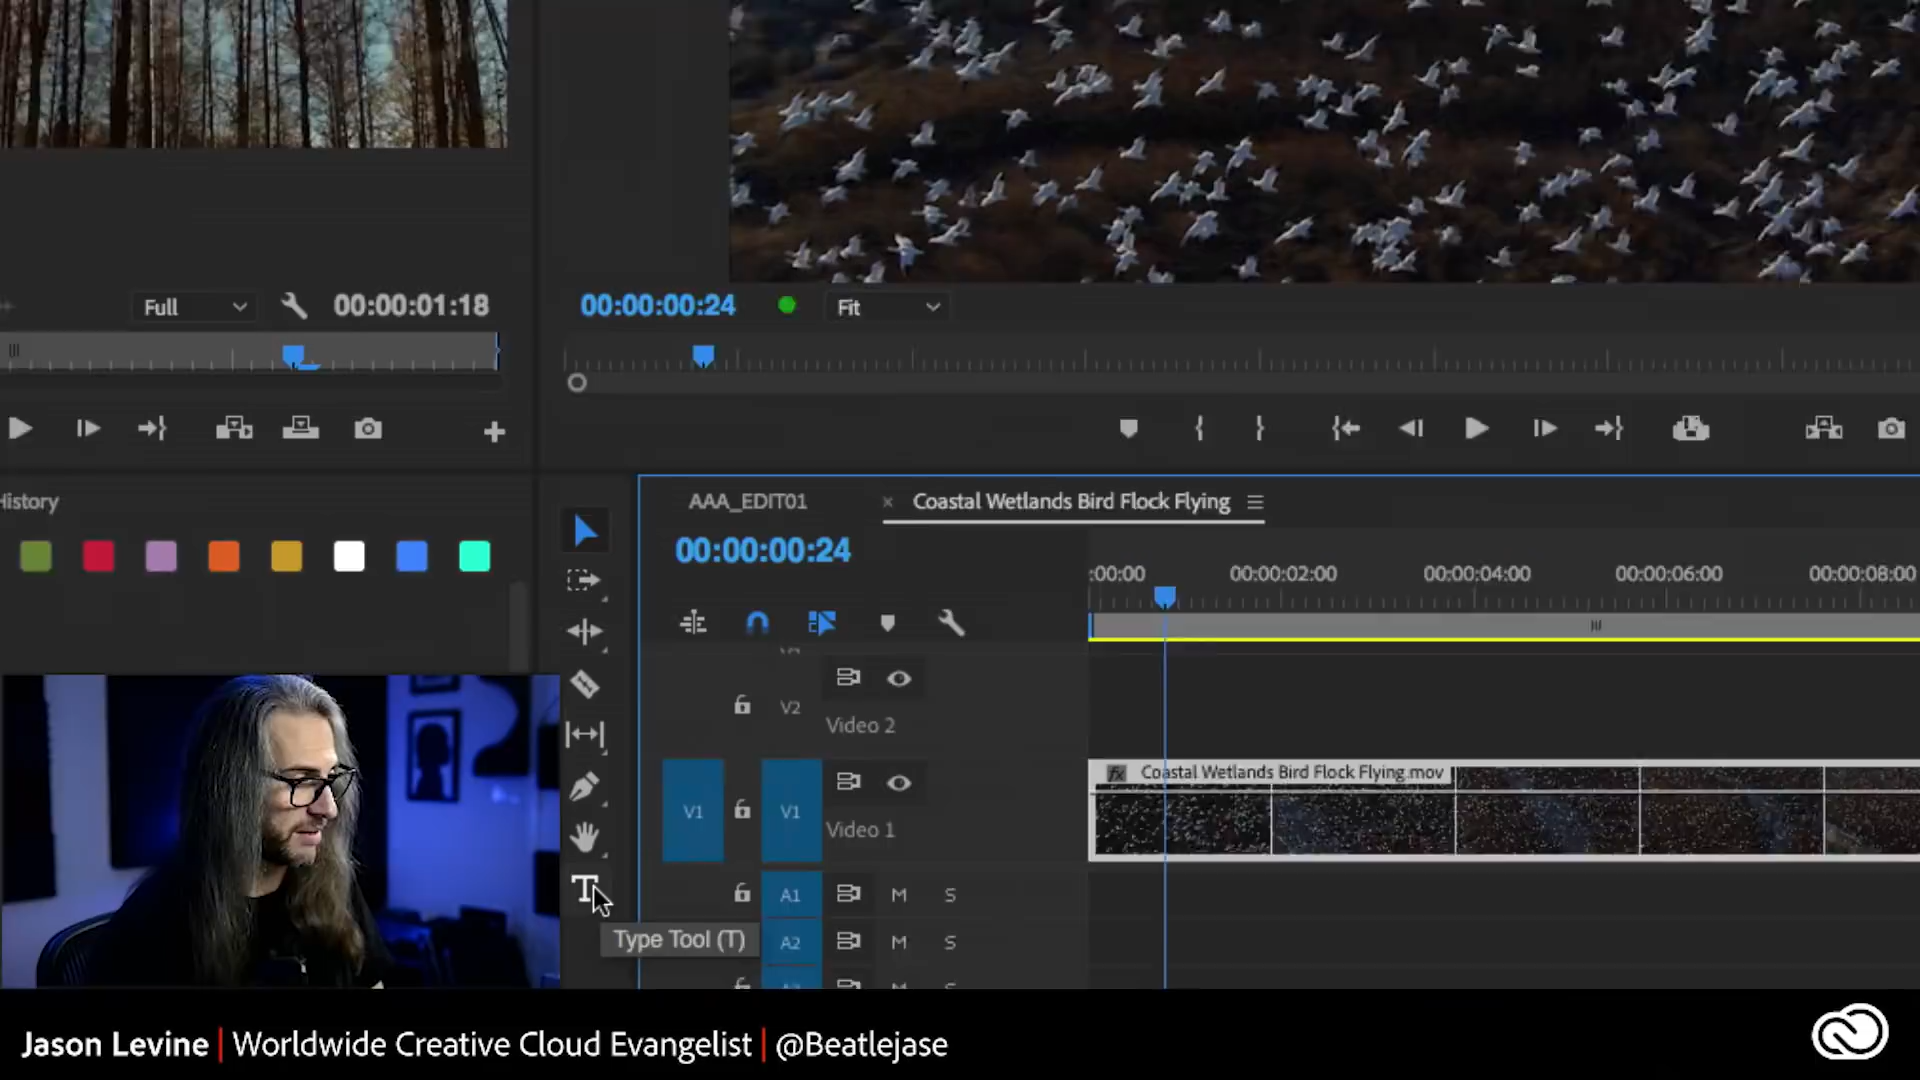 Full
00:00:01:18
00:00:00:24
Fit
History
AAA_EDIT01
× Coastal Wetlands Bird Flock Flying
00:00:00:24
:00:00
00:00:02:00
00:00:04:00
00:00:06:00
00:00:08:00
V2
Video 2
fx Coastal Wetlands Bird Flock Flying.mov
V1
V1
Video 1
A1
M
S
Type Tool (T)
A2
M
S
Jason Levine | Worldwide Creative Cloud Evangelist | @Beatlejase